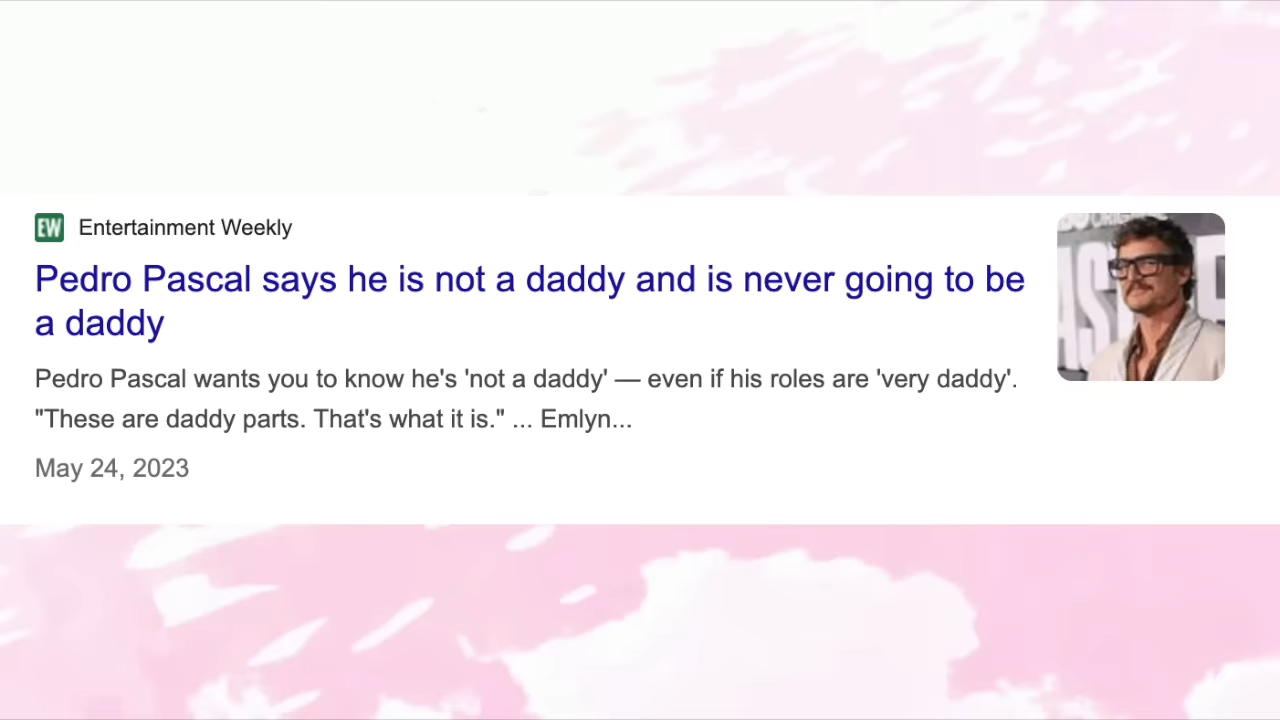 EW Entertainment Weekly
Pedro Pascal says he is not a daddy and is never going to be
a daddy
Pedro Pascal wants you to know he's 'not a daddy' — even if his roles are 'very daddy'.
"These are daddy parts. That's what it is." ... Emlyn...
May 24, 2023